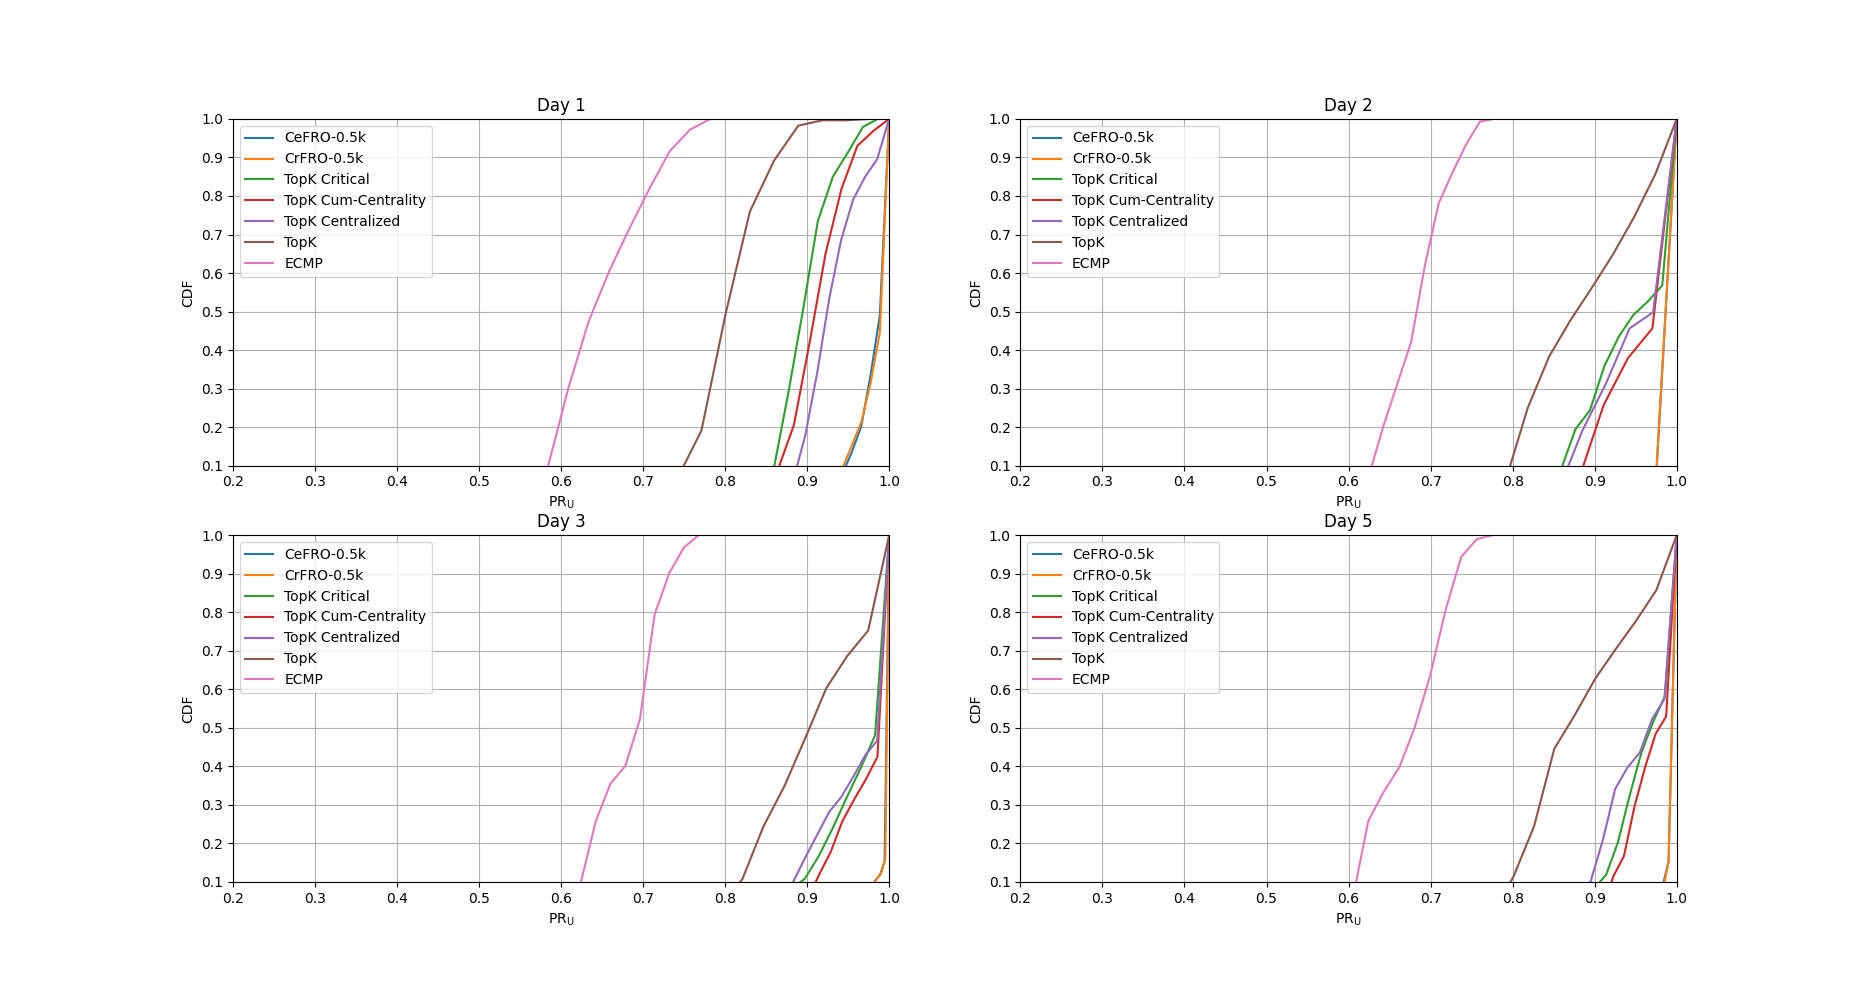 Day 1
CDF
1.0
0.9
0.8
0.7
0.6
0.5
0.4
0.3
0.2
0.1
CeFRO-0.5k
CrFRO-0.5k
TopK Critical
TopK Cum-Centrality
TopK Centralized
TopK
ECMP
0.2 0.3 0.4 0.5 0.6 0.7 0.8 0.9 1.0
PR_U
Day 2
CDF
1.0
0.9
0.8
0.7
0.6
0.5
0.4
0.3
0.2
0.1
CeFRO-0.5k
CrFRO-0.5k
TopK Critical
TopK Cum-Centrality
TopK Centralized
TopK
ECMP
0.2 0.3 0.4 0.5 0.6 0.7 0.8 0.9 1.0
PR_U
Day 3
CDF
1.0
0.9
0.8
0.7
0.6
0.5
0.4
0.3
0.2
0.1
CeFRO-0.5k
CrFRO-0.5k
TopK Critical
TopK Cum-Centrality
TopK Centralized
TopK
ECMP
0.2 0.3 0.4 0.5 0.6 0.7 0.8 0.9 1.0
PR_U
Day 5
CDF
1.0
0.9
0.8
0.7
0.6
0.5
0.4
0.3
0.2
0.1
CeFRO-0.5k
CrFRO-0.5k
TopK Critical
TopK Cum-Centrality
TopK Centralized
TopK
ECMP
0.2 0.3 0.4 0.5 0.6 0.7 0.8 0.9 1.0
PR_U